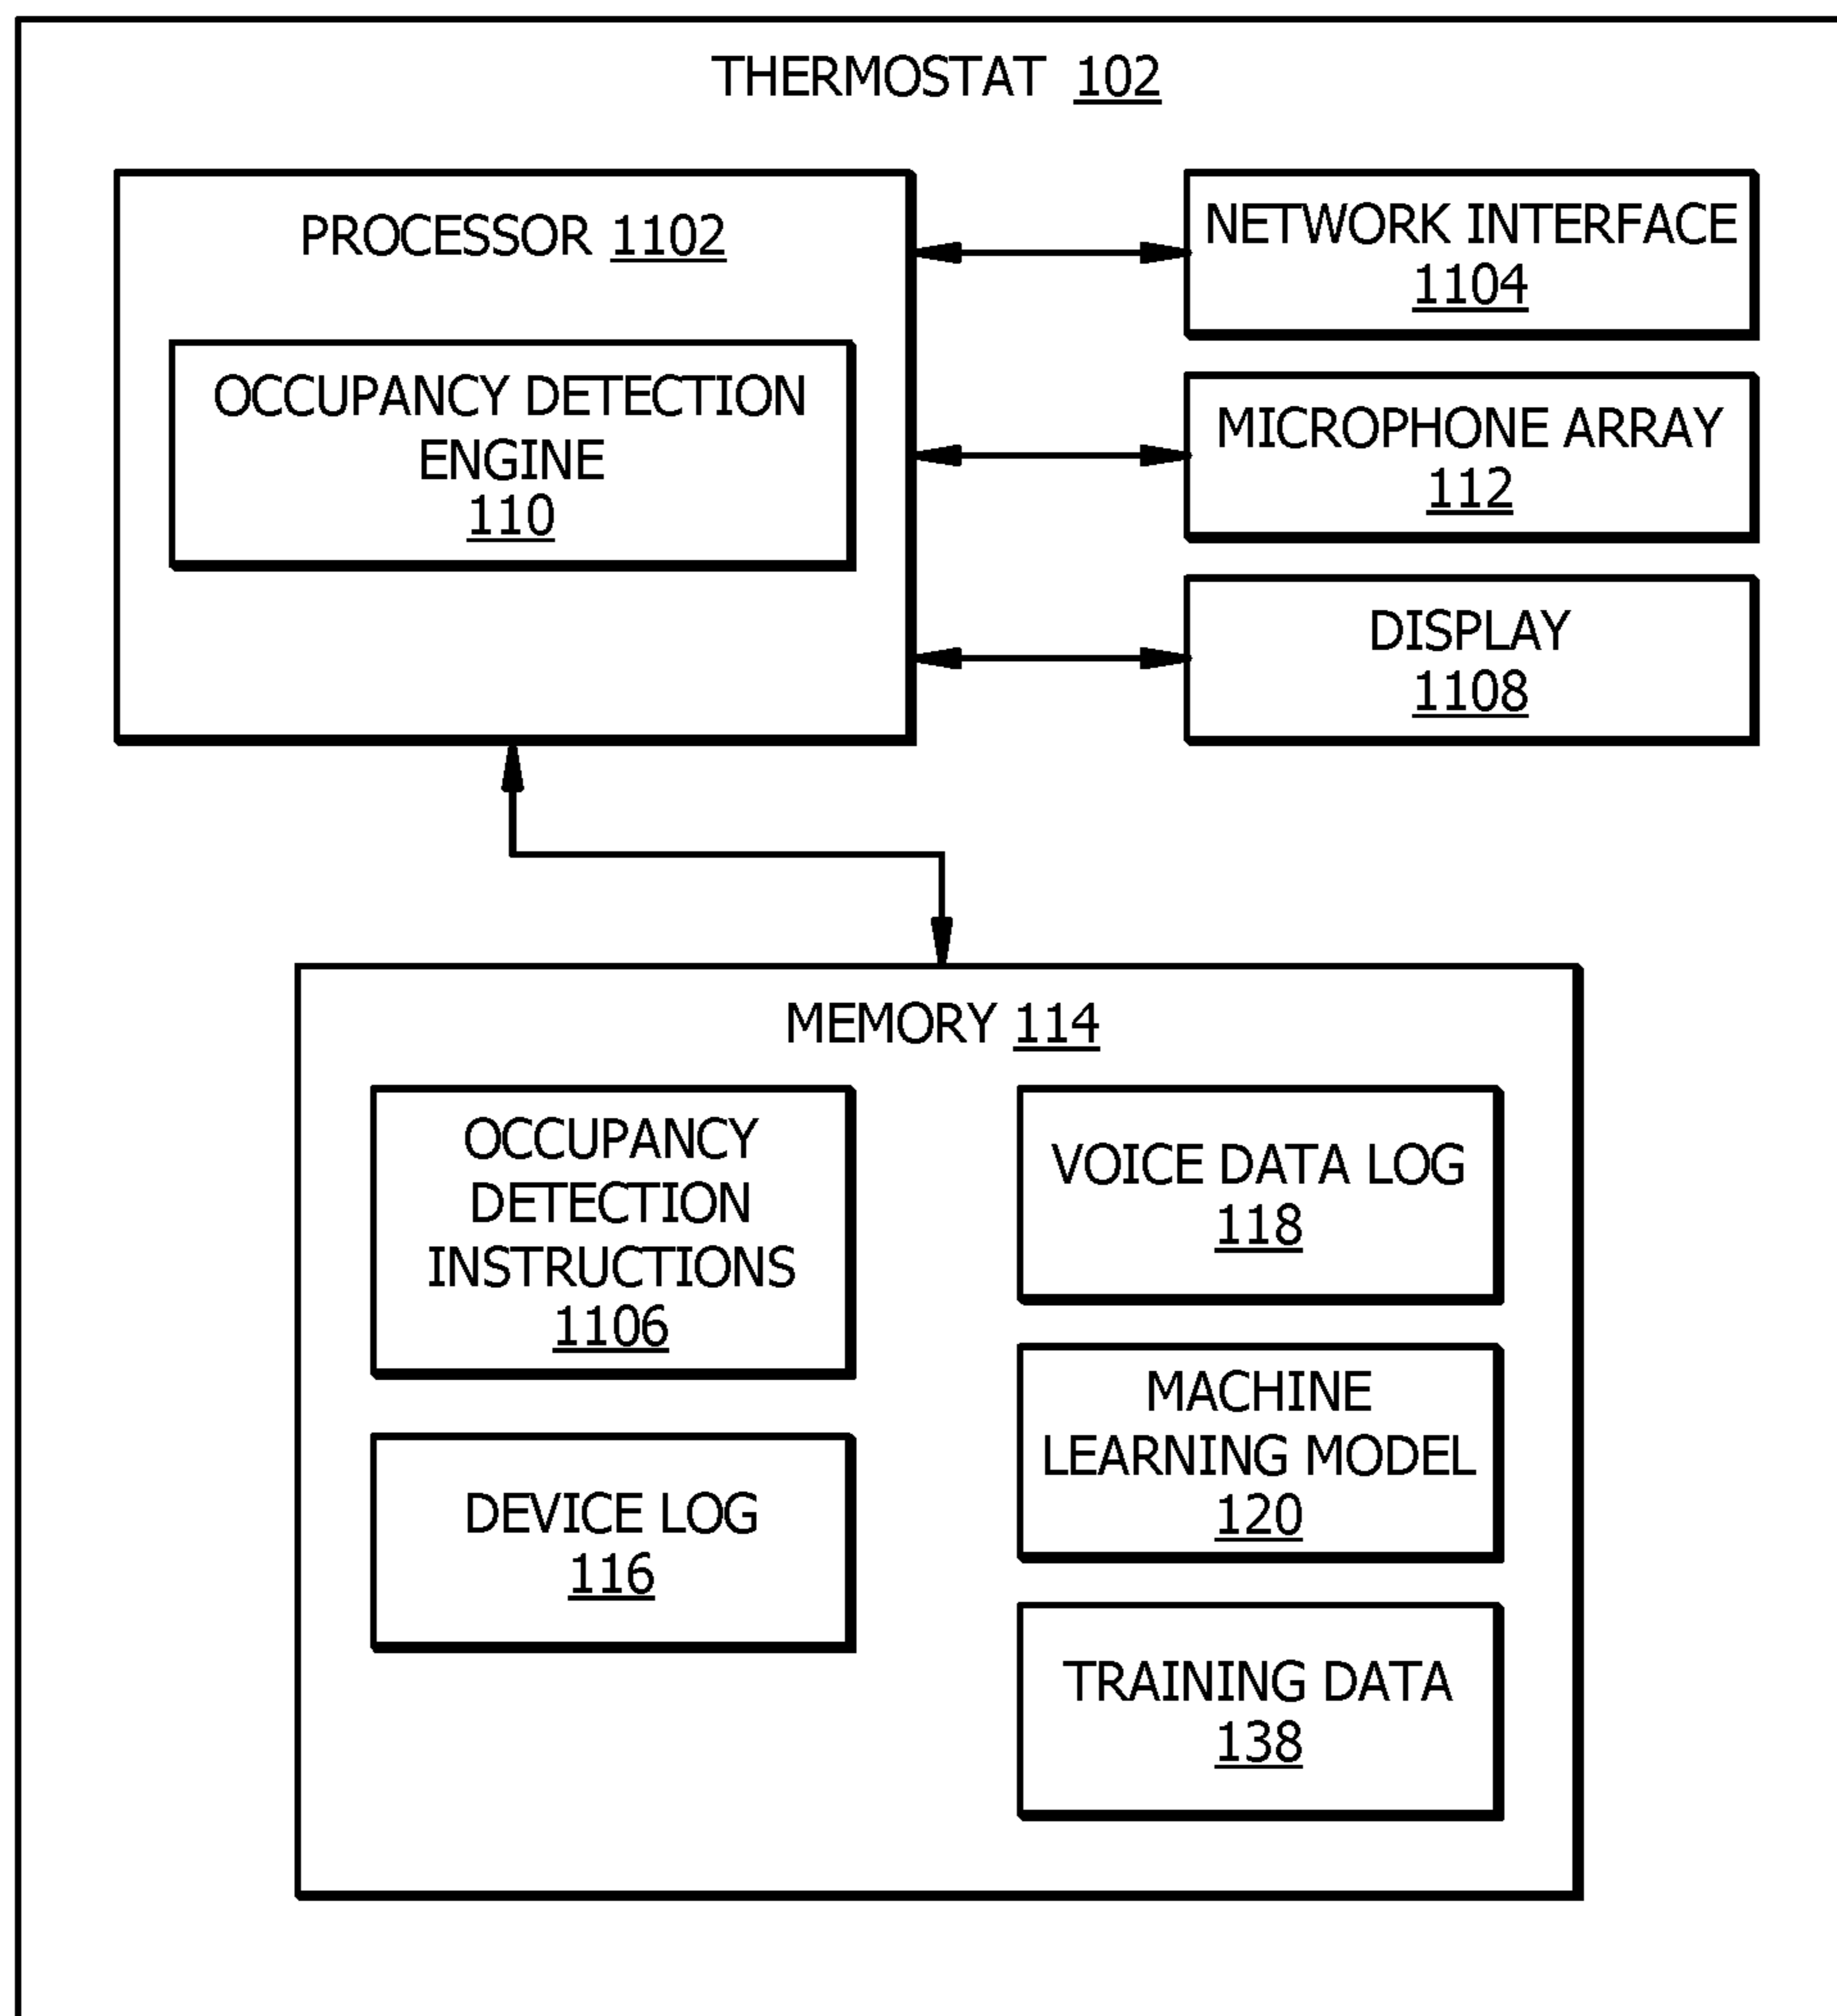 THERMOSTAT 102
PROCESSOR 1102
OCCUPANCY DETECTION
ENGINE
110
NETWORK INTERFACE
1104
MICROPHONE ARRAY
112
DISPLAY
1108
MEMORY 114
OCCUPANCY
DETECTION
INSTRUCTIONS
1106
DEVICE LOG
116
VOICE DATA LOG
118
MACHINE
LEARNING MODEL
120
TRAINING DATA
138